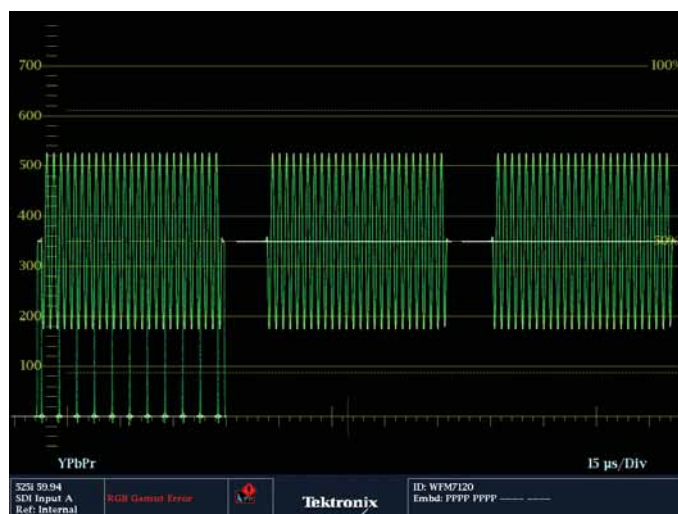 700
100%
600
500
400
50%
300
200
100
YPbPr
15 µs/Div
525i 59.94
SDI Input A
Ref: Internal
RGB Gamut Error
Tektronix
ID: WFM7120
Embd: PPPP PPPP ---- ----